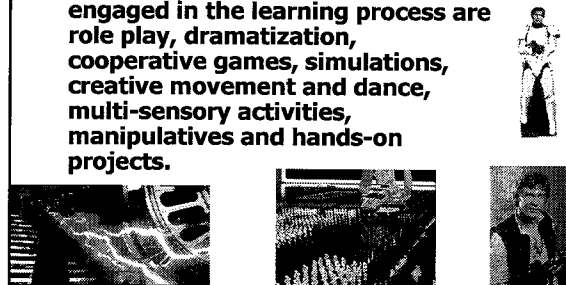 engaged in the learning process are
role play, dramatization,
cooperative games, simulations,
creative movement and dance,
multi-sensory activities,
manipulatives and hands-on
projects.